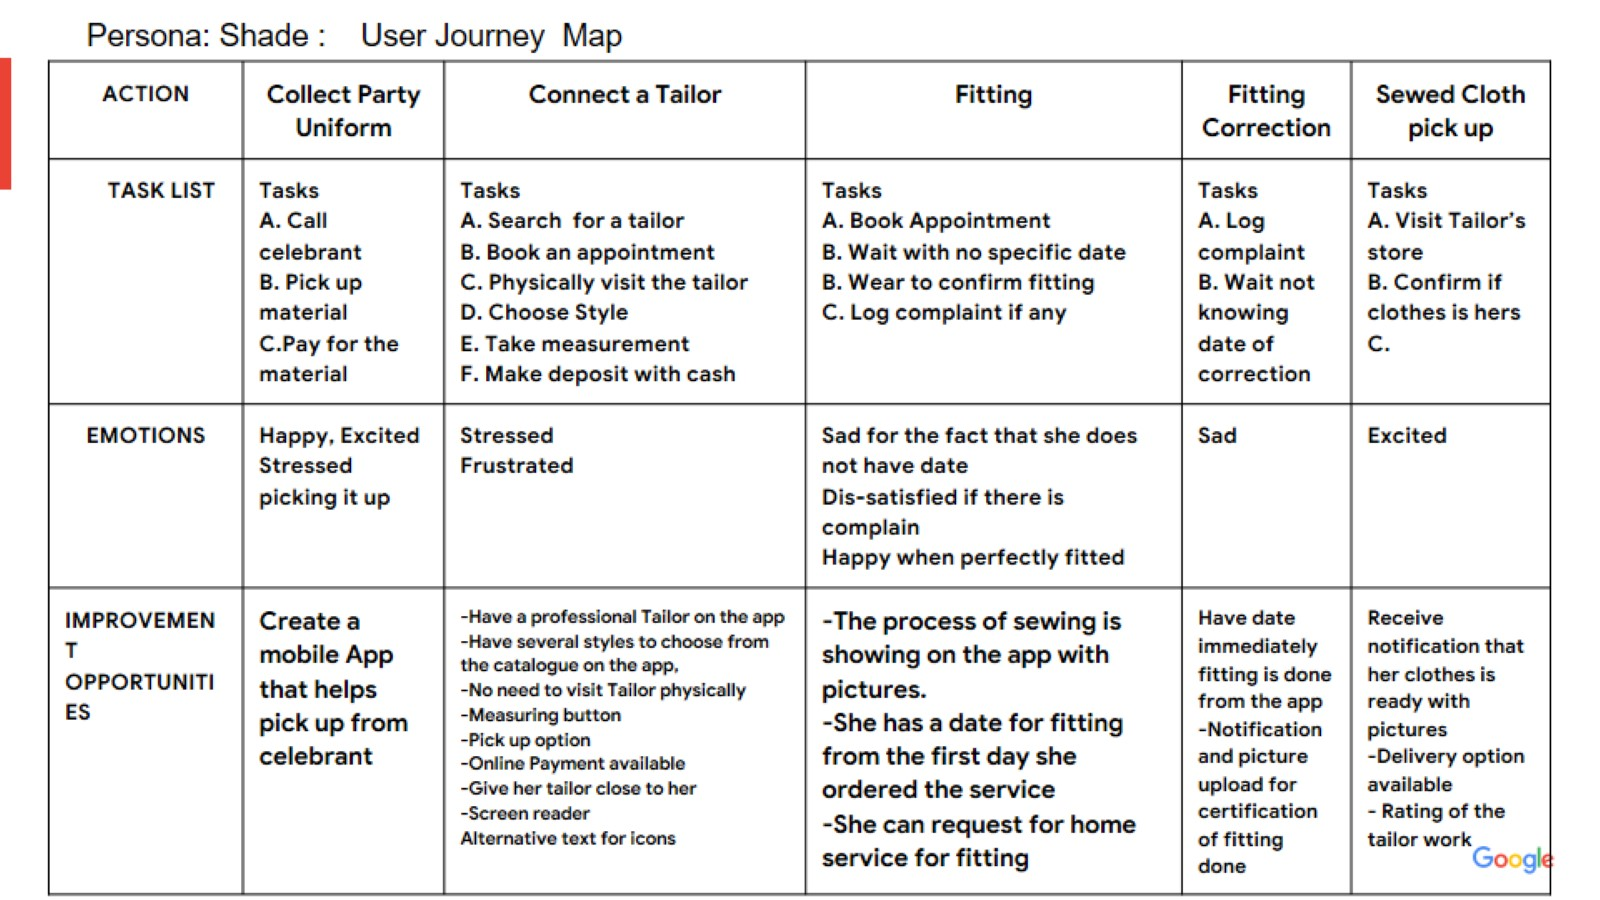 Persona: Shade :    User Journey  Map
ACTION
Collect Party
Uniform
Connect a Tailor
Fitting
Fitting
Correction
Sewed Cloth
pick up
TASK LIST
Tasks
A. Call
celebrant
B. Pick up
material
C.Pay for the
material
Tasks
A. Search  for a tailor
B. Book an appointment
C. Physically visit the tailor
D. Choose Style
E. Take measurement
F. Make deposit with cash
Tasks
A. Book Appointment
B. Wait with no specific date
B. Wear to confirm fitting
C. Log complaint if any
Tasks
A. Log
complaint
B. Wait not
knowing
date of
correction
Tasks
A. Visit Tailor's
store
B. Confirm if
clothes is hers
C.
EMOTIONS
Happy, Excited
Stressed
picking it up
Stressed
Frustrated
Sad for the fact that she does
not have date
Dis-satisfied if there is
complain
Happy when perfectly fitted
Sad
Excited
IMPROVEMEN
T
OPPORTUNITI
ES
Create a
mobile App
that helps
pick up from
celebrant
-Have a professional Tailor on the app
-Have several styles to choose from
the catalogue on the app,
-No need to visit Tailor physically
-Measuring button
-Pick up option
-Online Payment available
-Give her tailor close to her
-Screen reader
Alternative text for icons
-The process of sewing is
showing on the app with
pictures.
-She has a date for fitting
from the first day she
ordered the service
-She can request for home
service for fitting
Have date
immediately
fitting is done
from the app
-Notification
and picture
upload for
certification
of fitting
done
Receive
notification that
her clothes is
ready with
pictures
-Delivery option
available
- Rating of the
tailor work
Google